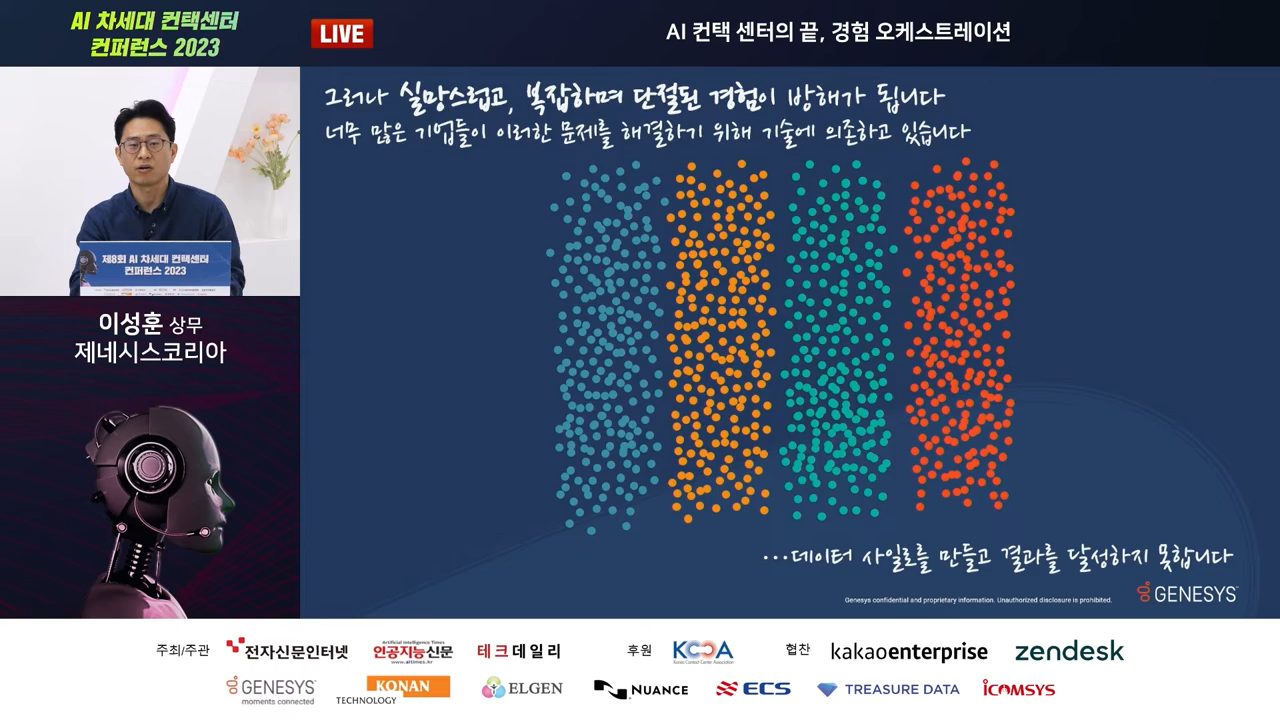 AI 차세대 컨택센터
컨퍼런스 2023
LIVE
AI 컨택 센터의 끝, 경험 오케스트레이션
그러나 실망스럽고, 복잡하며 단절된 경험이 방해가 됩니다
너무 많은 기업들이 이러한 문제를 해결하기 위해 기술에 의존하고 있습니다
제8회 AI 차세대 컨택센터
컨퍼런스 2023
이성훈 상무
제네시스코리아
...데이터 사일로를 만들고 결과를 달성하지 못합니다
GENESYS
Genesys confidential and proprietary information. Unauthorized disclosure is prohibited.
주최/주관
전자신문인터넷
Artificial Intelligence Times
인공지능신문
www.aitimes.kr
테크데일리
후원
KCCA
Korea Contact Center Association
협찬
kakaoenterprise
zendesk
GENESYS
moments connected
KONAN
TECHNOLOGY
ELGEN
NUANCE
ECS
TREASURE DATA
iCOMSYS